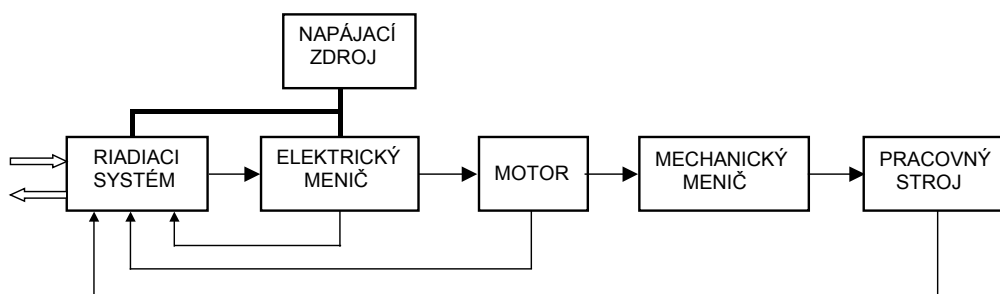 NAPÁJACÍ
ZDROJ
RIADIACI
SYSTÉM
ELEKTRICKÝ
MENIČ
MOTOR
MECHANICKÝ
MENIČ
PRACOVNÝ
STROJ